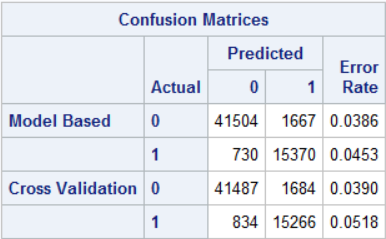 Confusion Matrices
Predicted Error Rate
Actual 0 1
Model Based 0 41504 1667 0.0386
1 730 15370 0.0453
Cross Validation 0 41487 1684 0.0390
1 834 15266 0.0518